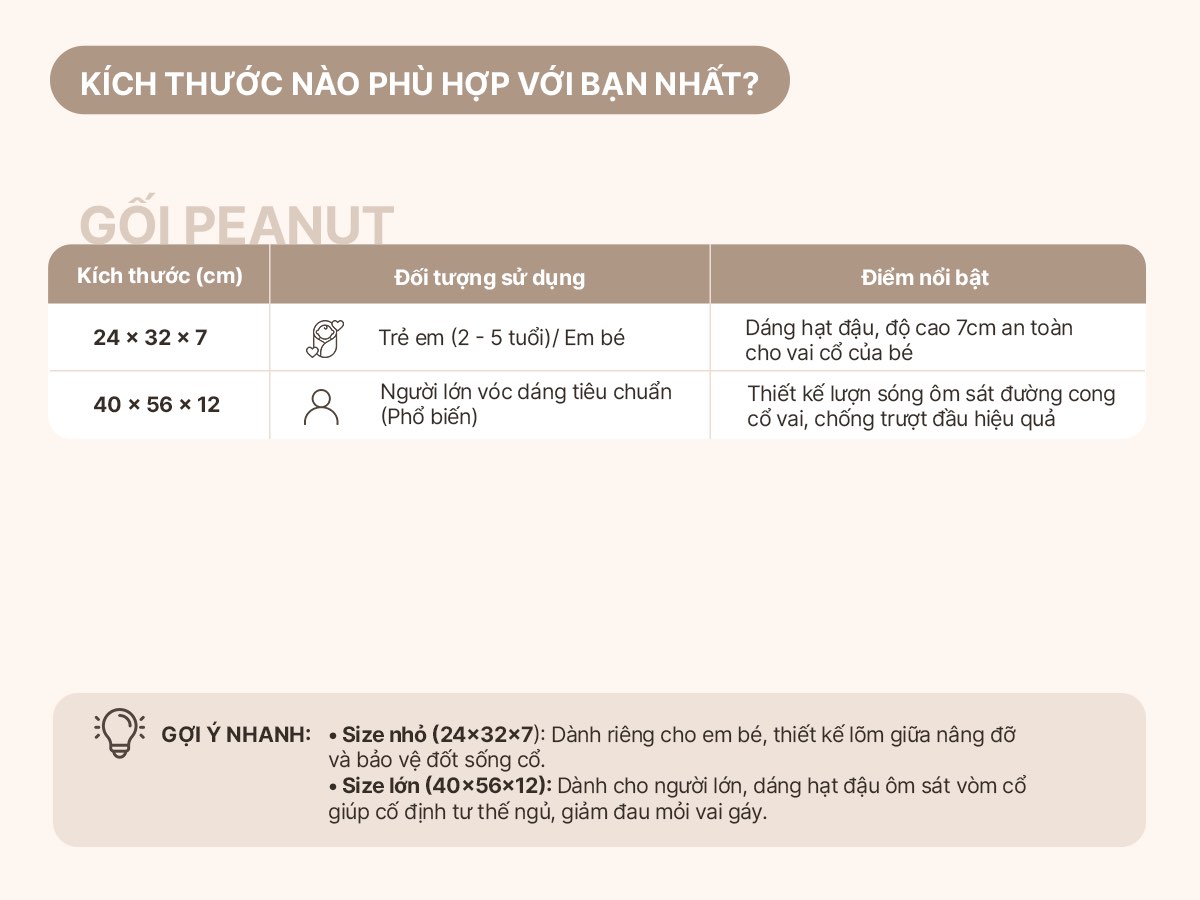 KÍCH THƯỚC NÀO PHÙ HỢP VỚI BẠN NHẤT?
GỐI PEANUT
Kích thước (cm)
Đối tượng sử dụng
Điểm nổi bật
24 × 32 × 7
Trẻ em (2 - 5 tuổi)/ Em bé
Dáng hạt đậu, độ cao 7cm an toàn
cho vai cổ của bé
40 × 56 × 12
Người lớn vóc dáng tiêu chuẩn
(Phổ biến)
Thiết kế lượn sóng ôm sát đường cong
cổ vai, chống trượt đầu hiệu quả
GỢI Ý NHANH:
• Size nhỏ (24×32×7): Dành riêng cho em bé, thiết kế lõm giữa nâng đỡ
và bảo vệ đốt sống cổ.
• Size lớn (40×56×12): Dành cho người lớn, dáng hạt đậu ôm sát vòm cổ
giúp cố định tư thế ngủ, giảm đau mỏi vai gáy.